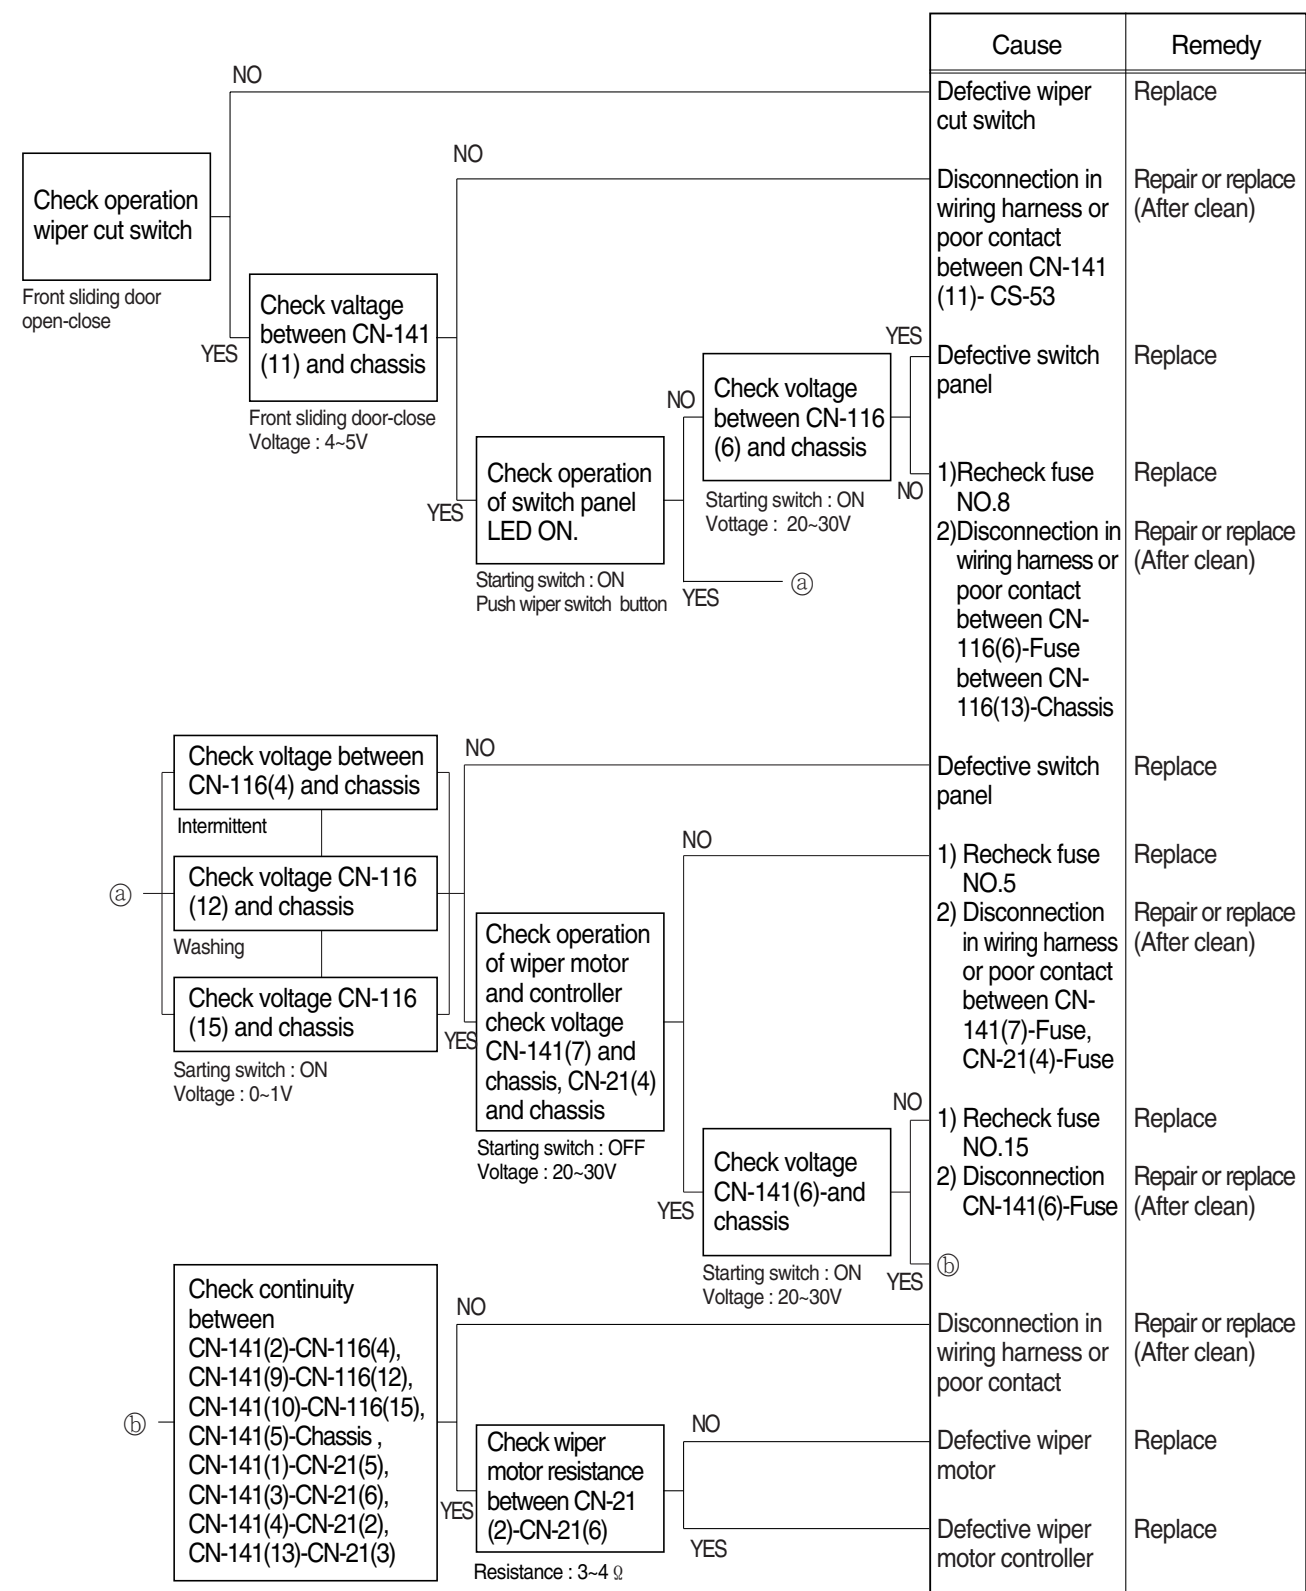 Cause
Remedy
NO
Defective wiper
cut switch
Replace
Check operation
wiper cut switch
Front sliding door
open-close
NO
Disconnection in
wiring harness or
poor contact
between CN-141
(11)- CS-53
Repair or replace
(After clean)
YES
Check valtage
between CN-141
(11) and chassis
Front sliding door-close
Voltage : 4~5V
YES
Defective switch
panel
Replace
NO
Check voltage
between CN-116
(6) and chassis
Starting switch : ON
Vottage : 20~30V
YES
Check operation
of switch panel
LED ON.
Starting switch : ON
Push wiper switch button
NO
1)Recheck fuse
NO.8
Replace
2)Disconnection in
wiring harness or
poor contact
between CN-
116(6)-Fuse
between CN-
116(13)-Chassis
Repair or replace
(After clean)
YES
ⓐ
Check voltage between
CN-116(4) and chassis
Intermittent
NO
Defective switch
panel
Replace
ⓐ
Check voltage CN-116
(12) and chassis
Washing
Check voltage CN-116
(15) and chassis
Sarting switch : ON
Voltage : 0~1V
NO
1) Recheck fuse
NO.5
Replace
2) Disconnection
in wiring harness
or poor contact
between CN-
141(7)-Fuse,
CN-21(4)-Fuse
Repair or replace
(After clean)
YES
Check operation
of wiper motor
and controller
check voltage
CN-141(7) and
chassis, CN-21(4)
and chassis
Starting switch : OFF
Voltage : 20~30V
NO
1) Recheck fuse
NO.15
Replace
2) Disconnection
CN-141(6)-Fuse
Repair or replace
(After clean)
YES
Check voltage
CN-141(6)-and
chassis
Starting switch : ON
Voltage : 20~30V
YES
ⓑ
ⓑ
Check continuity
between
CN-141(2)-CN-116(4),
CN-141(9)-CN-116(12),
CN-141(10)-CN-116(15),
CN-141(5)-Chassis ,
CN-141(1)-CN-21(5),
CN-141(3)-CN-21(6),
CN-141(4)-CN-21(2),
CN-141(13)-CN-21(3)
NO
Disconnection in
wiring harness or
poor contact
Repair or replace
(After clean)
YES
Check wiper
motor resistance
between CN-21
(2)-CN-21(6)
Resistance : 3~4 Ω
NO
Defective wiper
motor
Replace
YES
Defective wiper
motor controller
Replace